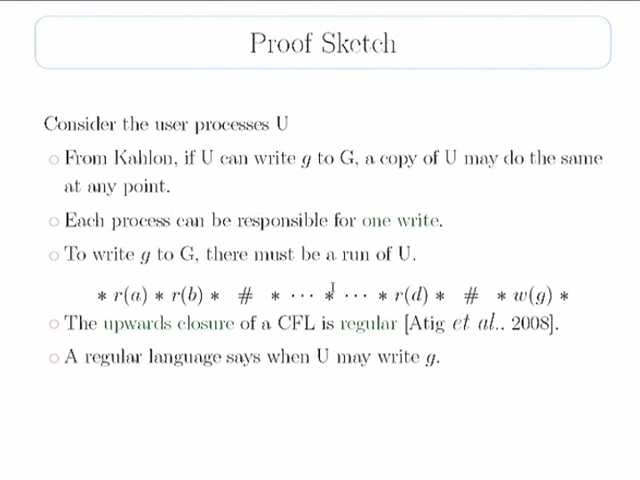 Proof Sketch
Consider the user processes U
○ From Kahlon, if U can write g to G, a copy of U may do the same
at any point.
○ Each process can be responsible for one write.
○ To write g to G, there must be a run of U.
* r(a) * r(b) * # * ··· * ··· * r(d) * # * w(g) *
○ The upwards closure of a CFL is regular [Atig et al.. 2008].
○ A regular language says when U may write g.